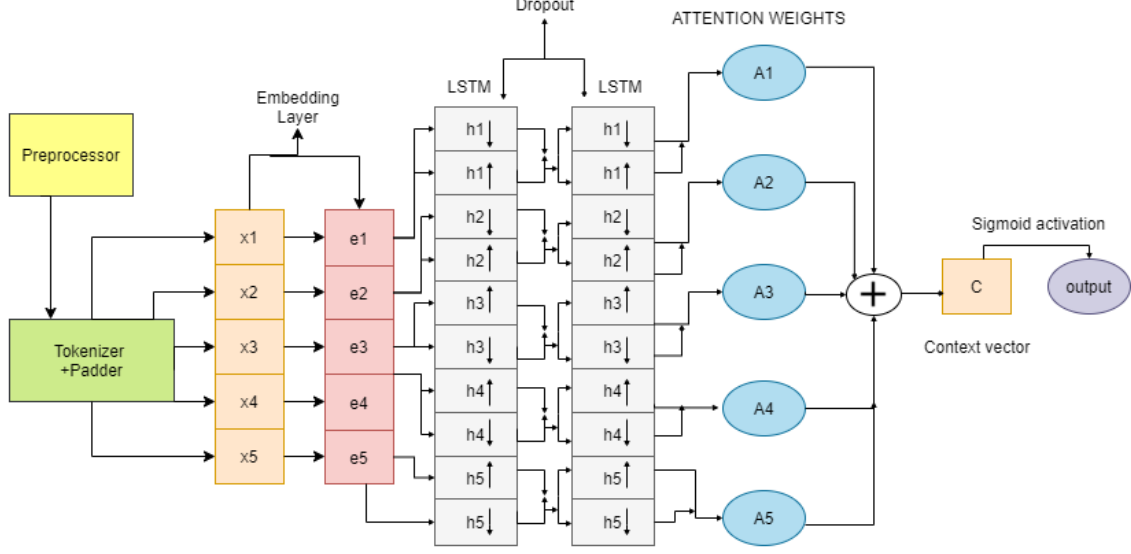 Dropout
ATTENTION WEIGHTS
LSTM
LSTM
Embedding
Layer
Preprocessor
Tokenizer
+Padder
x1
x2
x3
x4
x5
e1
e2
e3
e4
e5
h1
h1
h2
h2
h3
h3
h4
h4
h5
h5
h1
h1
h2
h2
h3
h3
h4
h4
h5
h5
A1
A2
A3
A4
A5
+
C
Context vector
Sigmoid activation
output